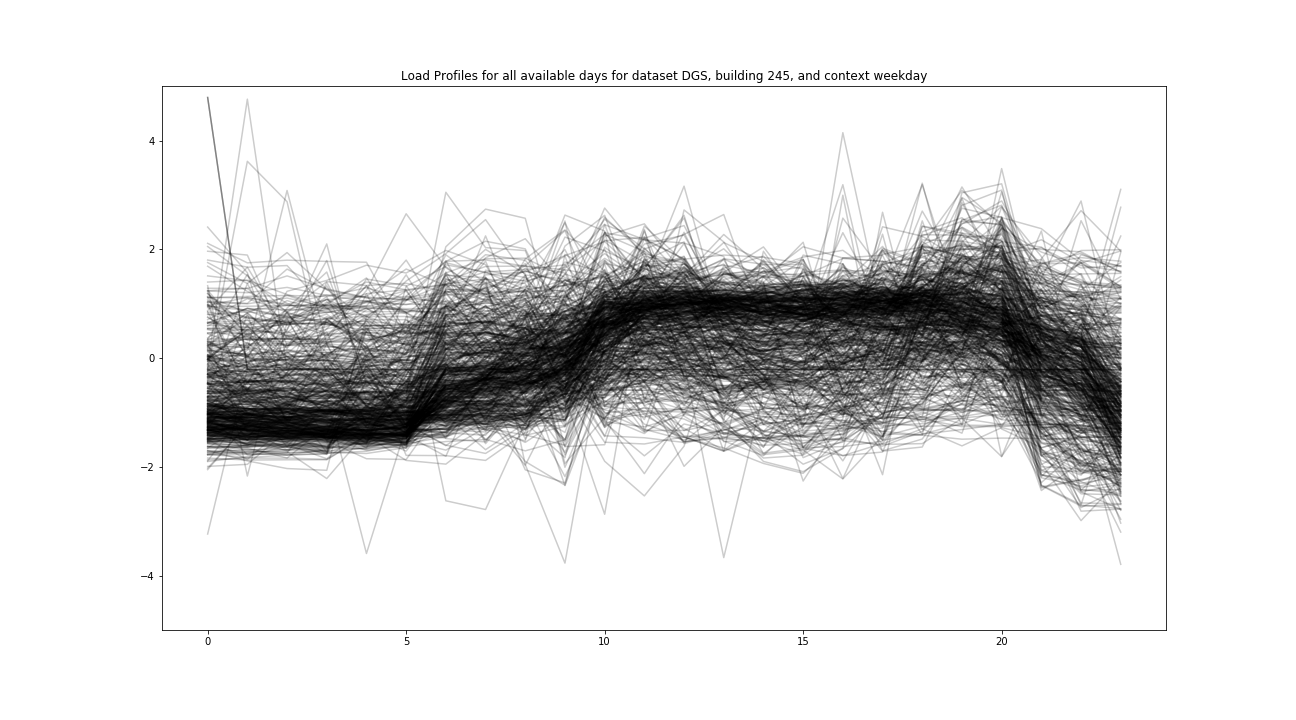 Load Profiles for all available days for dataset DGS, building 245, and context weekday
4
2
0
−2
−4
0 5 10 15 20